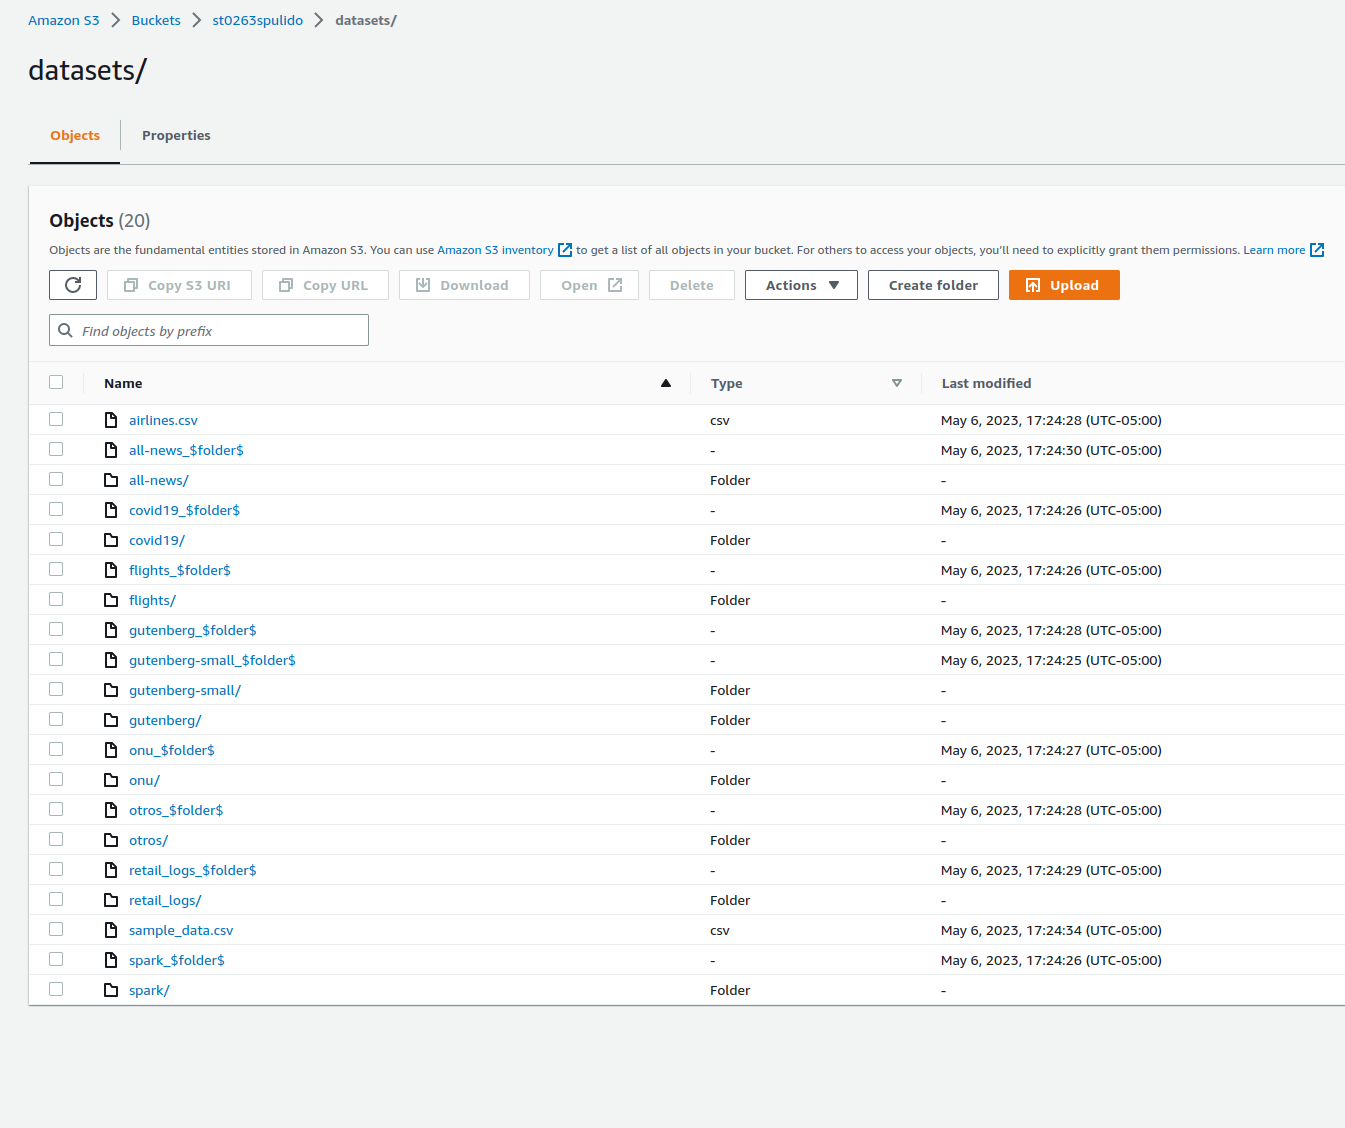 Amazon S3 Buckets st0263spulido datasets/
datasets/
Objects Properties
Objects (20)
Objects are the fundamental entities stored in Amazon S3. You can use Amazon S3 inventory to get a list of all objects in your bucket. For others to access your objects, you'll need to explicitly grant them permissions. Learn more
Copy S3 URI Copy URL Download Open Delete Actions Create folder Upload
Find objects by prefix
Name Type Last modified
airlines.csv csv May 6, 2023, 17:24:28 (UTC-05:00)
all-news_$folder$ - May 6, 2023, 17:24:30 (UTC-05:00)
all-news/ Folder -
covid19_$folder$ - May 6, 2023, 17:24:26 (UTC-05:00)
covid19/ Folder -
flights_$folder$ - May 6, 2023, 17:24:26 (UTC-05:00)
flights/ Folder -
gutenberg_$folder$ - May 6, 2023, 17:24:28 (UTC-05:00)
gutenberg-small_$folder$ - May 6, 2023, 17:24:25 (UTC-05:00)
gutenberg-small/ Folder -
gutenberg/ Folder -
onu_$folder$ - May 6, 2023, 17:24:27 (UTC-05:00)
onu/ Folder -
otros_$folder$ - May 6, 2023, 17:24:28 (UTC-05:00)
otros/ Folder -
retail_logs_$folder$ - May 6, 2023, 17:24:29 (UTC-05:00)
retail_logs/ Folder -
sample_data.csv csv May 6, 2023, 17:24:34 (UTC-05:00)
spark_$folder$ - May 6, 2023, 17:24:26 (UTC-05:00)
spark/ Folder -